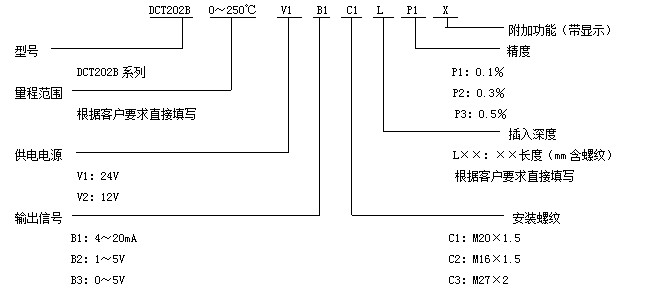 DCT202B 0～250℃ V1 B1 C1 L P1 X
附加功能（带显示）
型号
精度
DCT202B 系列
P1：0.1%
量程范围
P2：0.3%
根据客户要求直接填写
P3：0.5%
插入深度
供电电源
L××：××长度（mm 含螺纹）
V1：24V
根据客户要求直接填写
V2：12V
输出信号
安装螺纹
B1：4～20mA
C1：M20×1.5
B2：1～5V
C2：M16×1.5
B3：0～5V
C3：M27×2